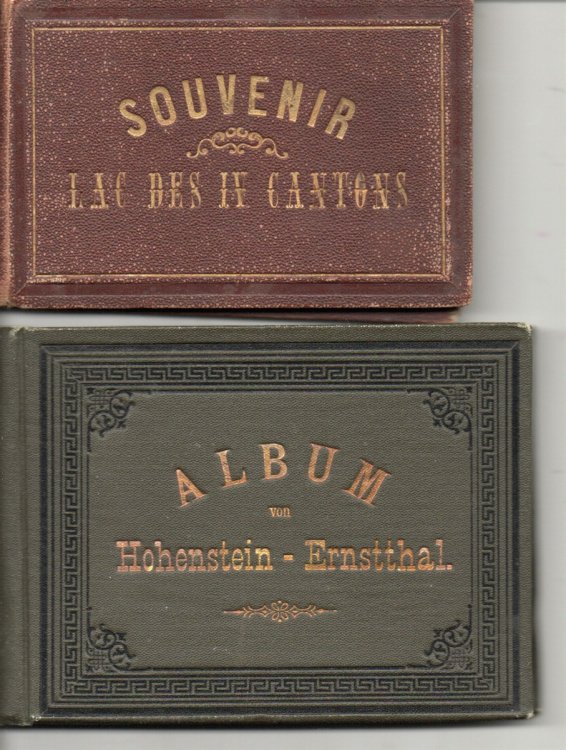 SOUVENIR
LAC DES IV CANTONS
ALBUM
von
Hohenstein - Ernstthal.